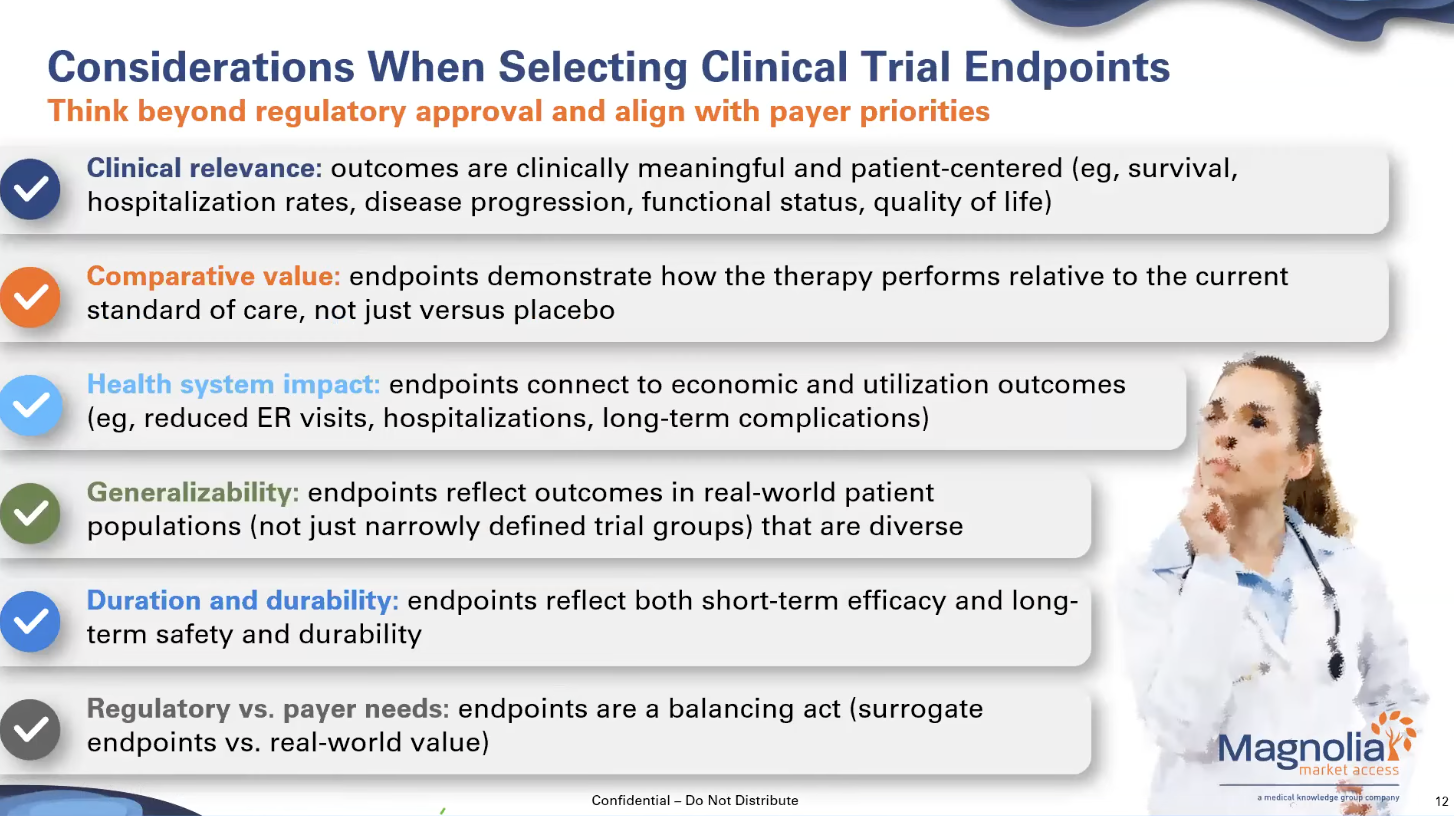 Considerations When Selecting Clinical Trial Endpoints
Think beyond regulatory approval and align with payer priorities
Clinical relevance: outcomes are clinically meaningful and patient-centered (eg, survival,
hospitalization rates, disease progression, functional status, quality of life)
Comparative value: endpoints demonstrate how the therapy performs relative to the current
standard of care, not just versus placebo
Health system impact: endpoints connect to economic and utilization outcomes
(eg, reduced ER visits, hospitalizations, long-term complications)
Generalizability: endpoints reflect outcomes in real-world patient
populations (not just narrowly defined trial groups) that are diverse
Duration and durability: endpoints reflect both short-term efficacy and long-
term safety and durability
Regulatory vs. payer needs: endpoints are a balancing act (surrogate
endpoints vs. real-world value)
Magnolia
market access
a medical knowledge group company
Confidential – Do Not Distribute
12